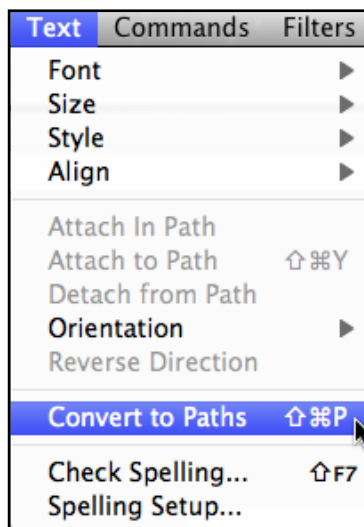 Text Commands Filters
Font ▶
Size ▶
Style ▶
Align ▶
Attach In Path
Attach to Path ⇧⌘Y
Detach from Path
Orientation ▶
Reverse Direction
Convert to Paths ⇧⌘P
Check Spelling... ⇧F7
Spelling Setup...